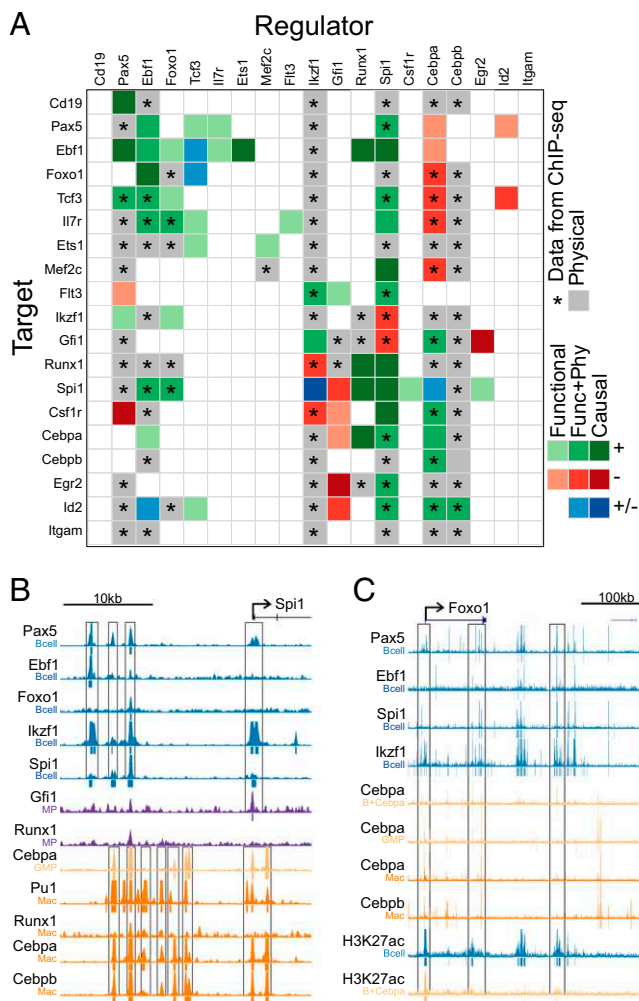 A
Regulator
Cd19
Pax5
Ebf1
Foxo1
Tcf3
Il7r
Ets1
Mef2c
Flt3
Ikzf1
Gfi1
Runx1
Spi1
Csf1r
Cebpa
Cebpb
Egr2
Id2
Itgam
Target
Cd19
Pax5
Ebf1
Foxo1
Tcf3
Il7r
Ets1
Mef2c
Flt3
Ikzf1
Gfi1
Runx1
Spi1
Csf1r
Cebpa
Cebpb
Egr2
Id2
Itgam
* Data from ChIP-seq
Physical
Functional
Func+Phy
Causal
+
-
+/-
B
10kb
Spi1
Pax5
Bcell
Ebf1
Bcell
Foxo1
Bcell
Ikzf1
Bcell
Spi1
Bcell
Gfi1
MP
Runx1
MP
Cebpa
GMP
Pu1
Mac
Runx1
Mac
Cebpa
Mac
Cebpb
Mac
C
100kb
Foxo1
Pax5
Bcell
Ebf1
Bcell
Spi1
Bcell
Ikzf1
Bcell
Cebpa
B+Cebpa
Cebpa
GMP
Cebpa
Mac
Cebpb
Mac
H3K27ac
Bcell
H3K27ac
B+Cebpa